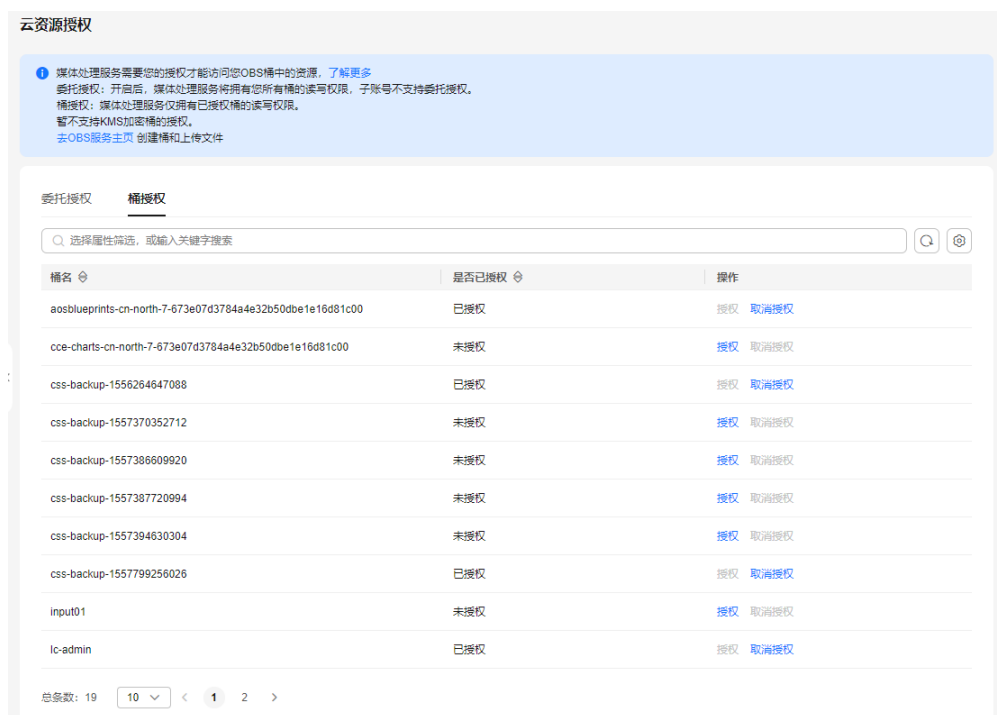 云资源授权
媒体处理服务需要您的授权才能访问您OBS桶中的资源，了解更多
委托授权：开启后，媒体处理服务将拥有您所有桶的读写权限，子账号不支持委托授权。
桶授权：媒体处理服务仅拥有已授权桶的读写权限。
暂不支持KMS加密桶的授权。
去OBS服务主页 创建桶和上传文件
委托授权 桶授权
选择属性筛选，或输入关键字搜索
桶名 是否已授权 操作
aosblueprints-cn-north-7-673e07d3784a4e32b50dbe1e16d81c00 已授权 授权 取消授权
cce-charts-cn-north-7-673e07d3784a4e32b50dbe1e16d81c00 未授权 授权 取消授权
css-backup-1556264647088 已授权 授权 取消授权
css-backup-1557370352712 未授权 授权 取消授权
css-backup-1557386609920 未授权 授权 取消授权
css-backup-1557387720994 未授权 授权 取消授权
css-backup-1557394630304 未授权 授权 取消授权
css-backup-1557799256026 已授权 授权 取消授权
input01 未授权 授权 取消授权
lc-admin 已授权 授权 取消授权
总条数：19 10 1 2